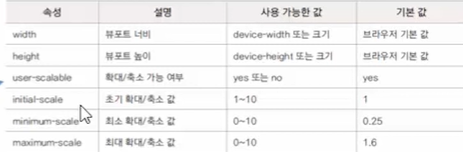 속성 설명 사용 가능한 값 기본 값
width 뷰포트 너비 device-width 또는 크기 브라우저 기본 값
height 뷰포트 높이 device-height 또는 크기 브라우저 기본 값
user-scalable 확대/축소 가능 여부 yes 또는 no yes
initial-scale 초기 확대/축소 값 1~10 1
minimum-scale 최소 확대/축소 값 0~10 0.25
maximum-scale 최대 확대/축소 값 0~10 1.6